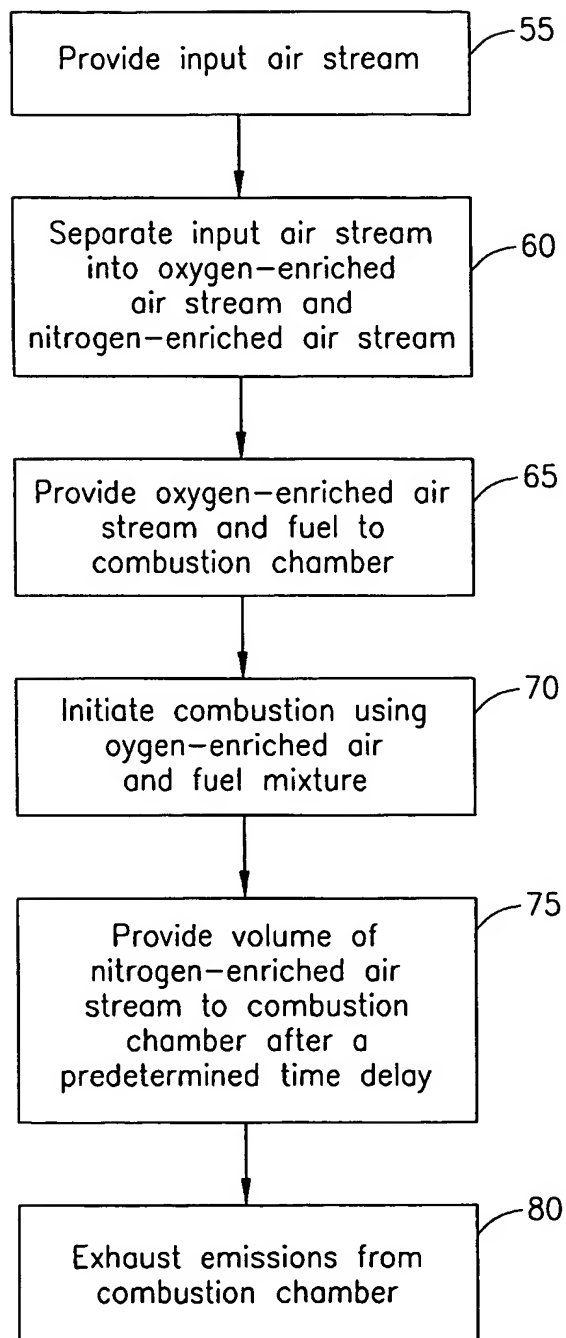 Provide input air stream
55
Separate input air stream
into oxygen-enriched
air stream and
nitrogen-enriched air stream
60
Provide oxygen-enriched air
stream and fuel to
combustion chamber
65
Initiate combustion using
oygen-enriched air
and fuel mixture
70
Provide volume of
nitrogen-enriched air
stream to combustion
chamber after a
predetermined time delay
75
Exhaust emissions from
combustion chamber
80